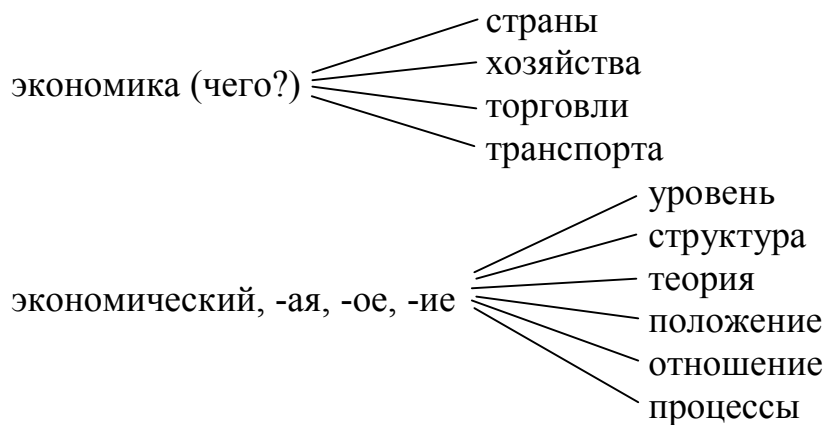 страны
хозяйства
экономика (чего?)
торговли
транспорта
уровень
структура
теория
экономический, -ая, -ое, -ие
положение
отношение
процессы